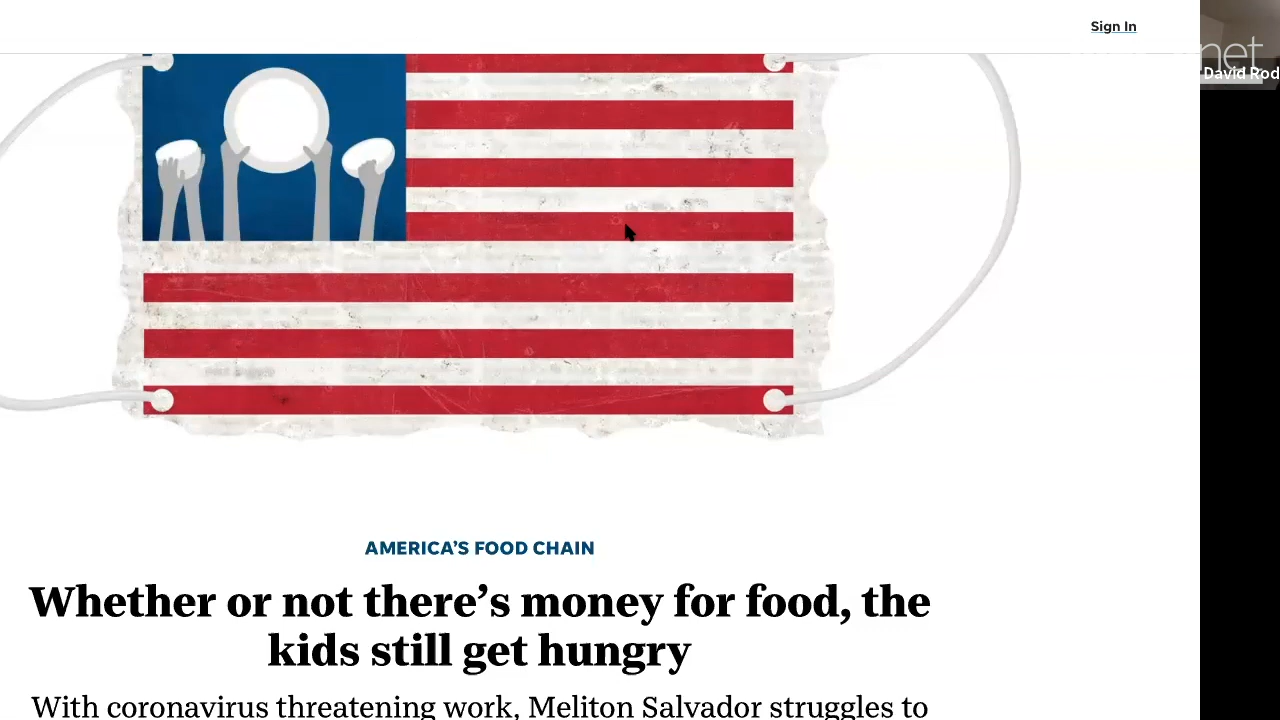 Sign In
net
David Rod
AMERICA'S FOOD CHAIN
Whether or not there's money for food, the
kids still get hungry
With coronavirus threatening work, Meliton Salvador struggles to